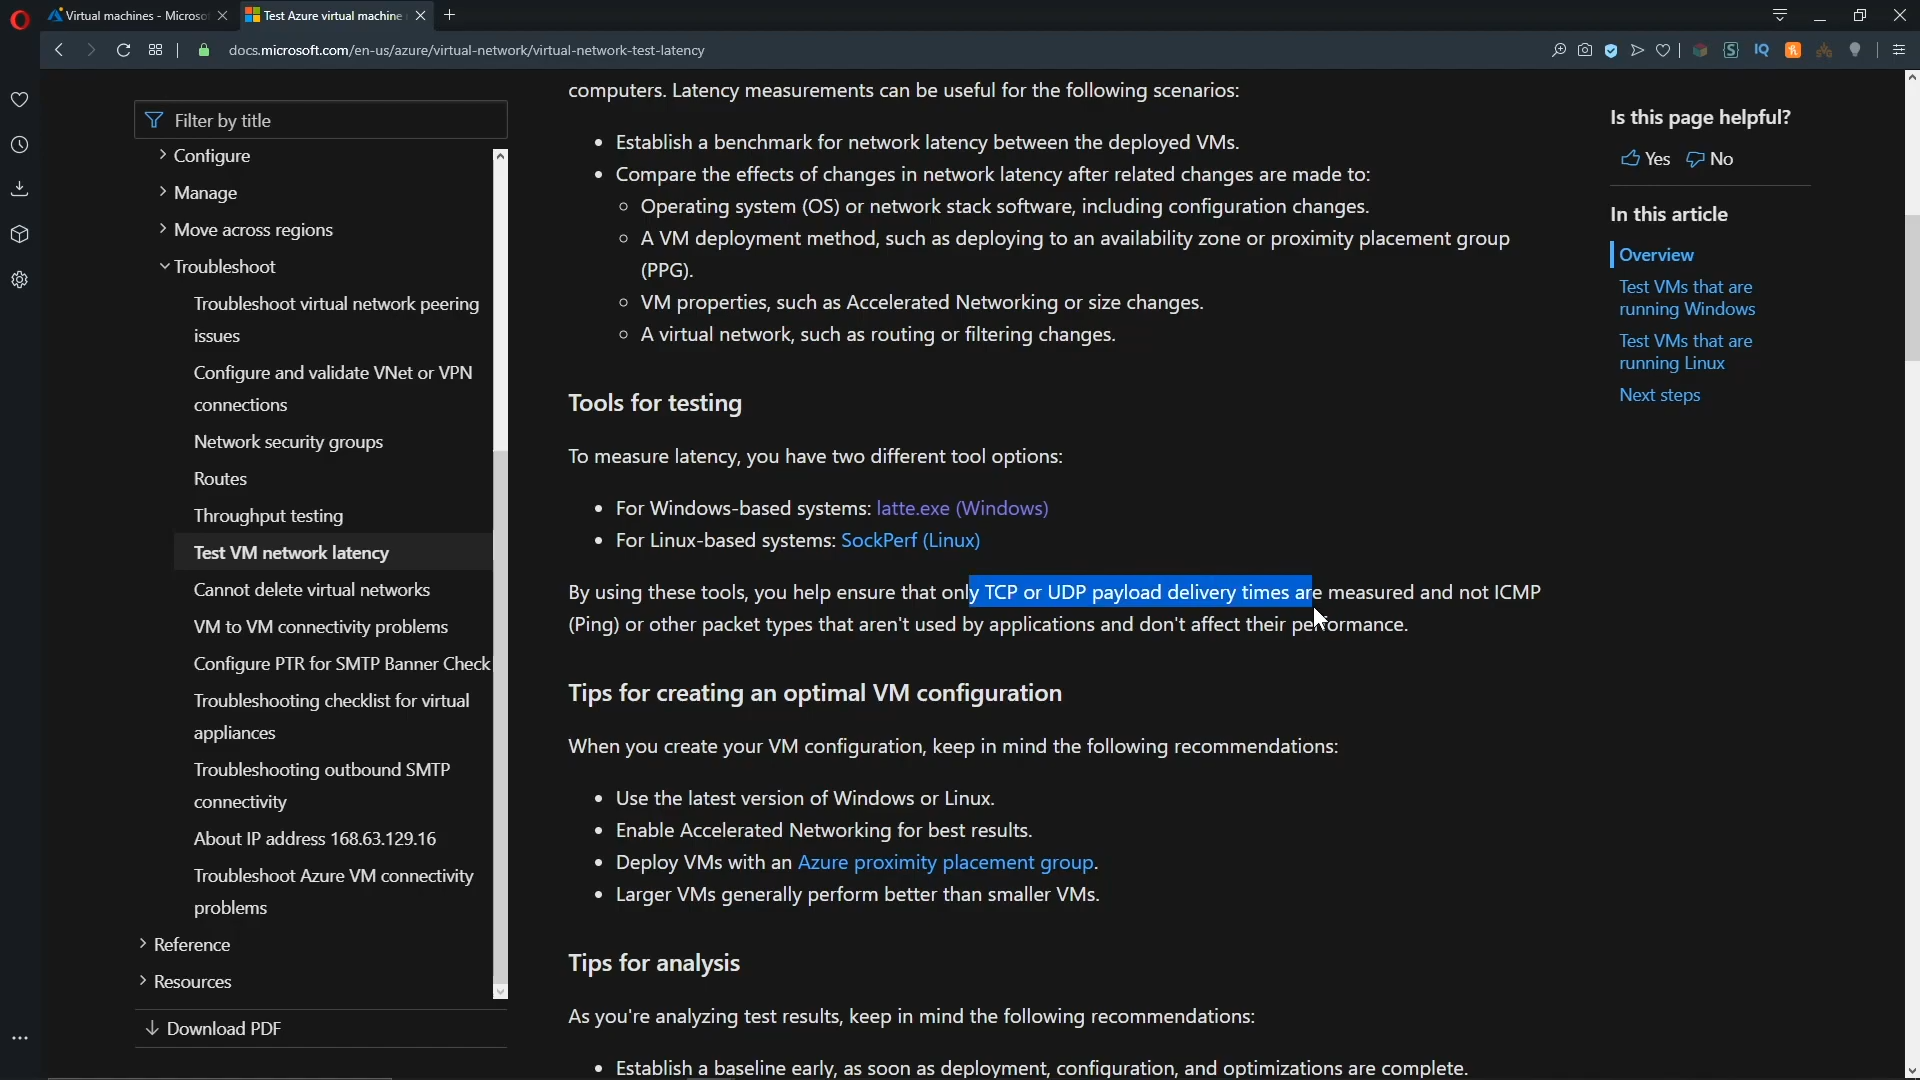 Virtual machines - Microso
Test Azure virtual machine
docs.microsoft.com/en-us/azure/virtual-network/virtual-network-test-latency
Filter by title
Configure
Manage
Move across regions
Troubleshoot
Troubleshoot virtual network peering
issues
Configure and validate VNet or VPN
connections
Network security groups
Routes
Throughput testing
Test VM network latency
Cannot delete virtual networks
VM to VM connectivity problems
Configure PTR for SMTP Banner Check
Troubleshooting checklist for virtual
appliances
Troubleshooting outbound SMTP
connectivity
About IP address 168.63.129.16
Troubleshoot Azure VM connectivity
problems
Reference
Resources
Download PDF
computers. Latency measurements can be useful for the following scenarios:
• Establish a benchmark for network latency between the deployed VMs.
• Compare the effects of changes in network latency after related changes are made to:
○ Operating system (OS) or network stack software, including configuration changes.
○ A VM deployment method, such as deploying to an availability zone or proximity placement group
(PPG).
○ VM properties, such as Accelerated Networking or size changes.
○ A virtual network, such as routing or filtering changes.
Tools for testing
To measure latency, you have two different tool options:
• For Windows-based systems: latte.exe (Windows)
• For Linux-based systems: SockPerf (Linux)
By using these tools, you help ensure that only TCP or UDP payload delivery times are measured and not ICMP
(Ping) or other packet types that aren't used by applications and don't affect their performance.
Tips for creating an optimal VM configuration
When you create your VM configuration, keep in mind the following recommendations:
• Use the latest version of Windows or Linux.
• Enable Accelerated Networking for best results.
• Deploy VMs with an Azure proximity placement group.
• Larger VMs generally perform better than smaller VMs.
Tips for analysis
As you're analyzing test results, keep in mind the following recommendations:
• Establish a baseline early, as soon as deployment, configuration, and optimizations are complete.
Is this page helpful?
Yes No
In this article
Overview
Test VMs that are
running Windows
Test VMs that are
running Linux
Next steps
IQ